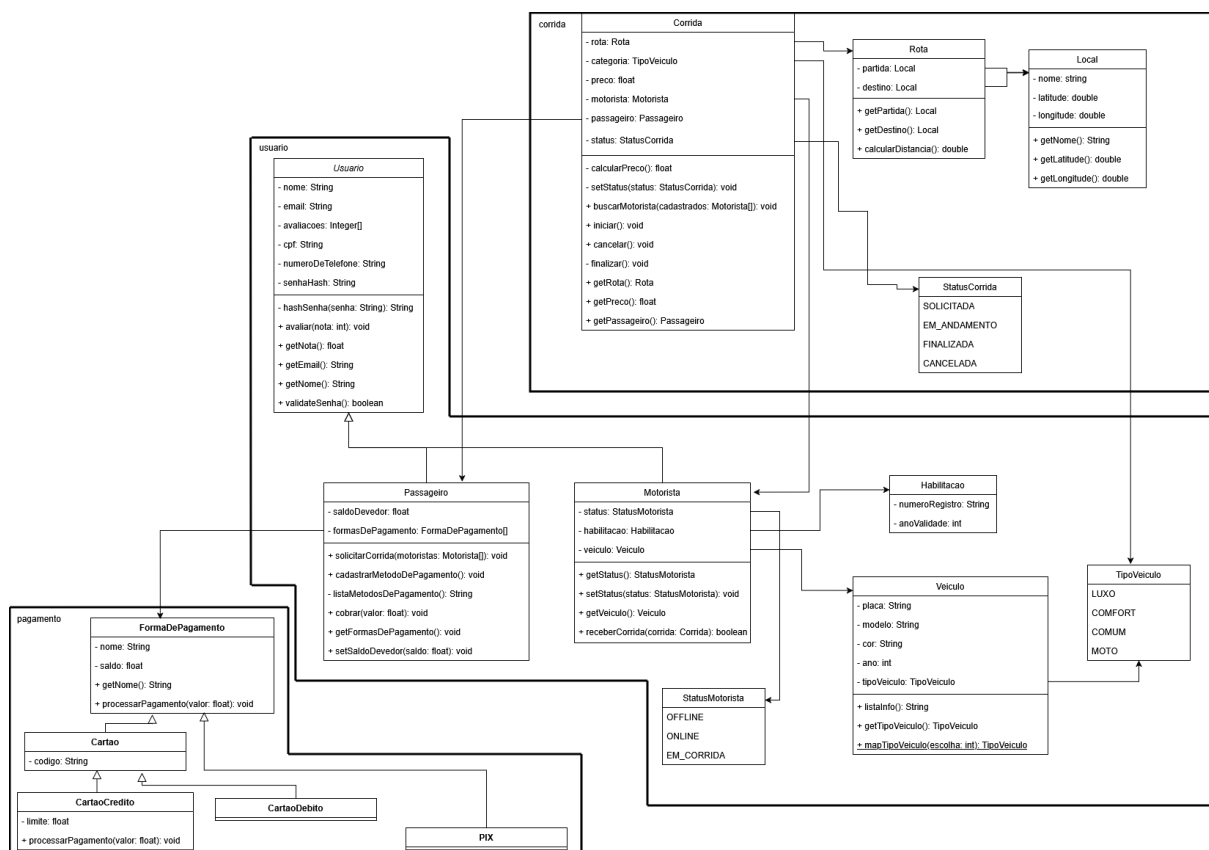 corrida
Corrida
- rota: Rota
- categoria: TipoVeiculo
- preco: float
- motorista: Motorista
- passageiro: Passageiro
- status: StatusCorrida
- calcularPreco(): float
- setStatus(status: StatusCorrida): void
+ buscarMotorista(cadastrados: Motorista[]): void
+ iniciar(): void
+ cancelar(): void
- finalizar(): void
+ getRota(): Rota
+ getPreco(): float
+ getPassageiro(): Passageiro
Rota
- partida: Local
- destino: Local
+ getPartida(): Local
+ getDestino(): Local
+ calcularDistancia(): double
Local
- nome: string
- latitude: double
- longitude: double
+ getNome(): String
+ getLatitude(): double
+ getLongitude(): double
StatusCorrida
SOLICITADA
EM_ANDAMENTO
FINALIZADA
CANCELADA
usuario
Usuario
- nome: String
- email: String
- avaliacoes: Integer[]
- cpf: String
- numeroDeTelefone: String
- senhaHash: String
- hashSenha(senha: String): String
+ avaliar(nota: int): void
+ getNota(): float
+ getEmail(): String
+ getNome(): String
+ validateSenha(): boolean
Passageiro
- saldoDevedor: float
- formasDePagamento: FormaDePagamento[]
+ solicitarCorrida(motoristas: Motorista[]): void
+ cadastrarMetodoDePagamento(): void
- listaMetodosDePagamento(): String
+ cobrar(valor: float): void
+ getFormasDePagamento(): void
+ setSaldoDevedor(saldo: float): void
Motorista
- status: StatusMotorista
- habilitacao: Habilitacao
- veiculo: Veiculo
+ getStatus(): StatusMotorista
+ setStatus(status: StatusMotorista): void
+ getVeiculo(): Veiculo
+ receberCorrida(corrida: Corrida): boolean
Habilitacao
- numeroRegistro: String
- anoValidade: int
Veiculo
- placa: String
- modelo: String
- cor: String
- ano: int
- tipoVeiculo: TipoVeiculo
+ listaInfo(): String
+ getTipoVeiculo(): TipoVeiculo
+ mapTipoVeiculo(escolha: int): TipoVeiculo
TipoVeiculo
LUXO
COMFORT
COMUM
MOTO
StatusMotorista
OFFLINE
ONLINE
EM_CORRIDA
pagamento
FormaDePagamento
- nome: String
- saldo: float
+ getNome(): String
+ processarPagamento(valor: float): void
Cartao
- codigo: String
CartaoCredito
- limite: float
+ processarPagamento(valor: float): void
CartaoDebito
PIX